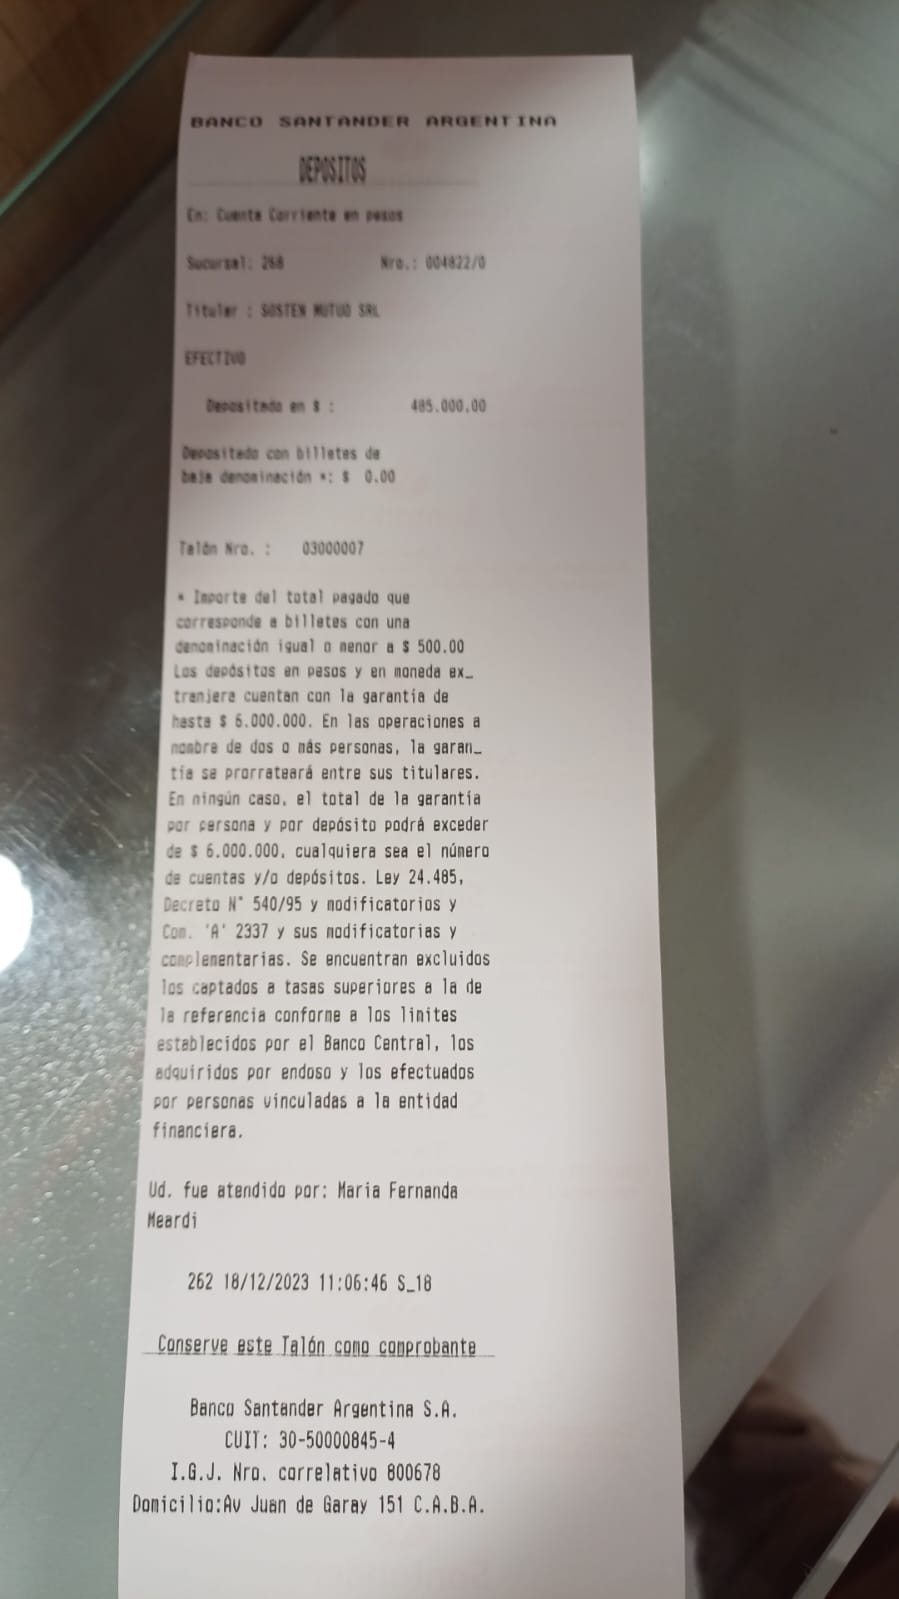 BANCO SANTANDER ARGENTINA
DEPOSITOS
En: Cuenta Corriente en pesos
Sucursal: 268 Nro.: 004822/0
Titular : SOSTEN MUTUO SRL
EFECTIVO
Depositado en $ : 485.000,00
Depositado con billetes de
baja denominación *: $ 0.00
Talón Nro. : 03000007
* Importe del total pagado que
corresponde a billetes con una
denominación igual o menor a $ 500.00
Los depósitos en pesos y en moneda ex_
tranjera cuentan con la garantía de
hasta $ 6.000.000. En las operaciones a
nombre de dos o más personas, la garan_
tía se prorrateará entre sus titulares.
En ningún caso, el total de la garantía
por persona y por depósito podrá exceder
de $ 6.000.000, cualquiera sea el número
de cuentas y/o depósitos. Ley 24.485,
Decreto N° 540/95 y modificatorios y
Com. 'A' 2337 y sus modificatorias y
complementarias. Se encuentran excluidos
los captados a tasas superiores a la de
la referencia conforme a los limites
establecidos por el Banco Central, los
adquiridos por endoso y los efectuados
por personas vinculadas a la entidad
financiera.
Ud. fue atendido por: Maria Fernanda
Meardi
262 18/12/2023 11:06:46 S_18
Conserve este Talón como comprobante
Banco Santander Argentina S.A.
CUIT: 30-50000845-4
I.G.J. Nro. correlativo 800678
Domicilio:Av Juan de Garay 151 C.A.B.A.